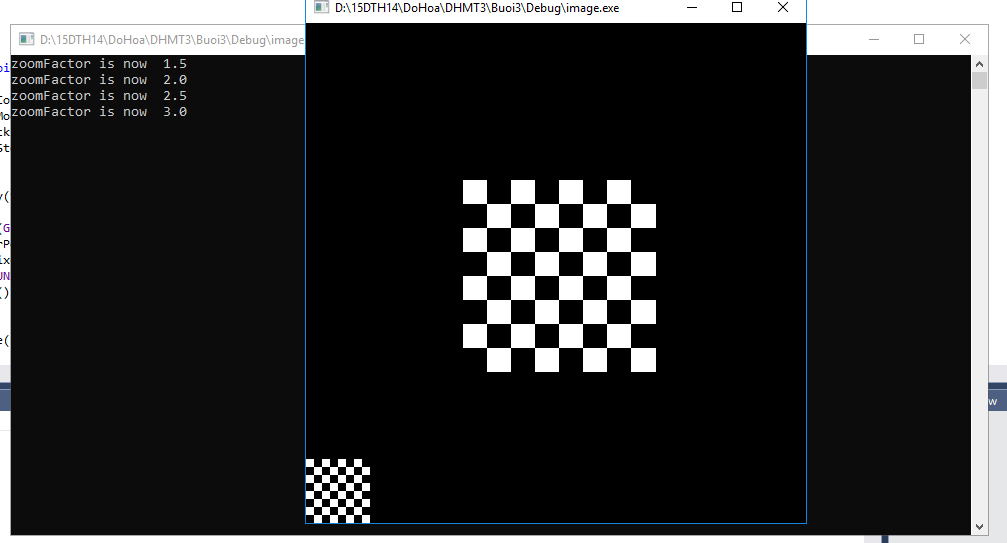 D:\15DTH14\DoHoa\DHMT3\Buoi3\Debug\image.exe
D:\15DTH14\DoHoa\DHMT3\Buoi3\Debug\image
zoomFactor is now  1.5
zoomFactor is now  2.0
zoomFactor is now  2.5
zoomFactor is now  3.0